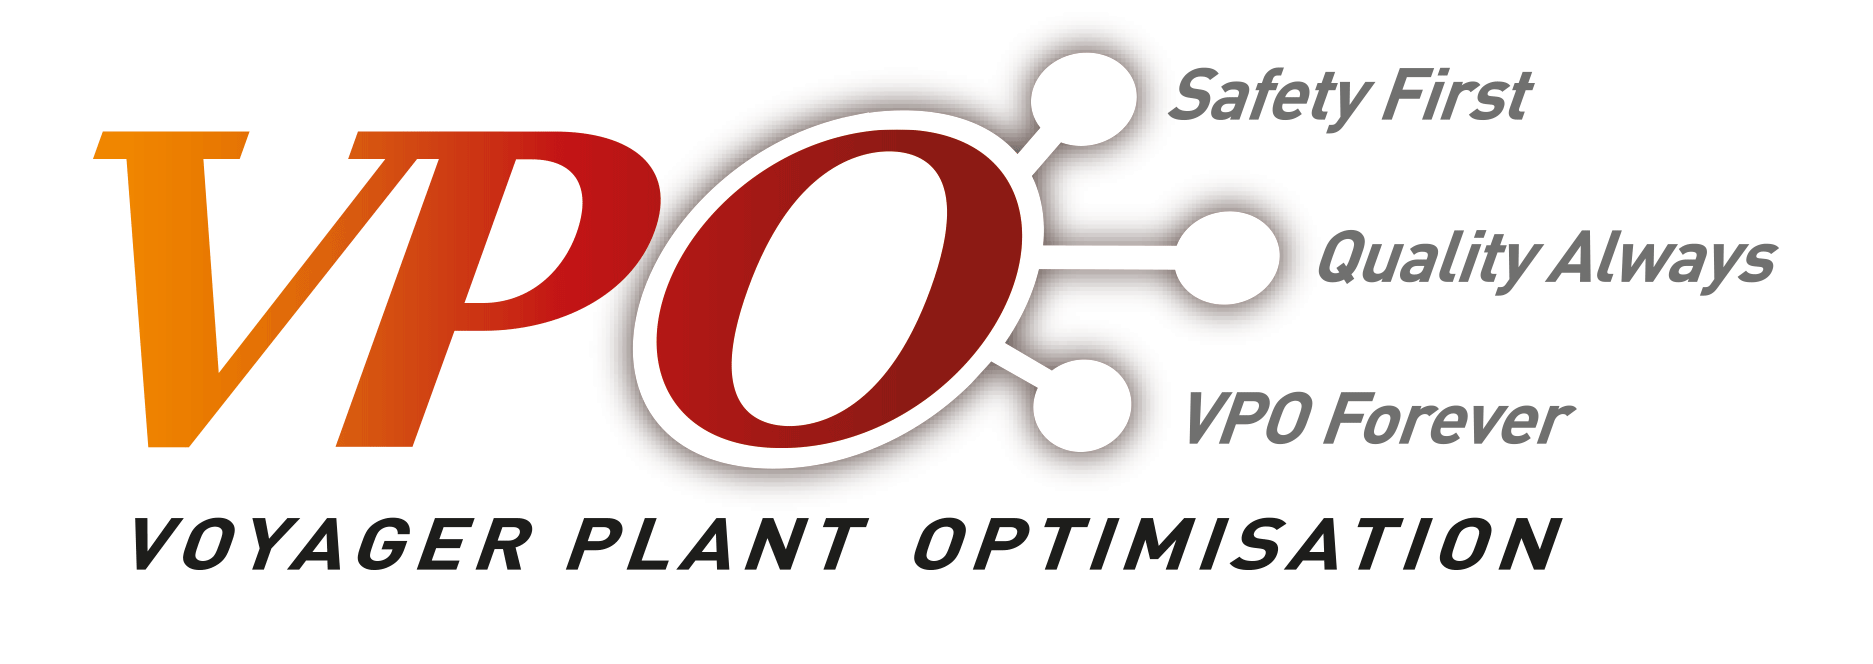 VPO
Safety First
Quality Always
VPO Forever
VOYAGER PLANT OPTIMISATION